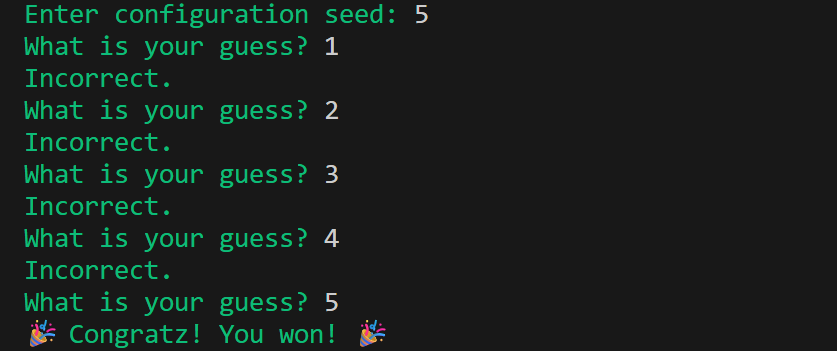 Enter configuration seed: 5
What is your guess? 1
Incorrect.
What is your guess? 2
Incorrect.
What is your guess? 3
Incorrect.
What is your guess? 4
Incorrect.
What is your guess? 5
🎉 Congratz! You won! 🎉